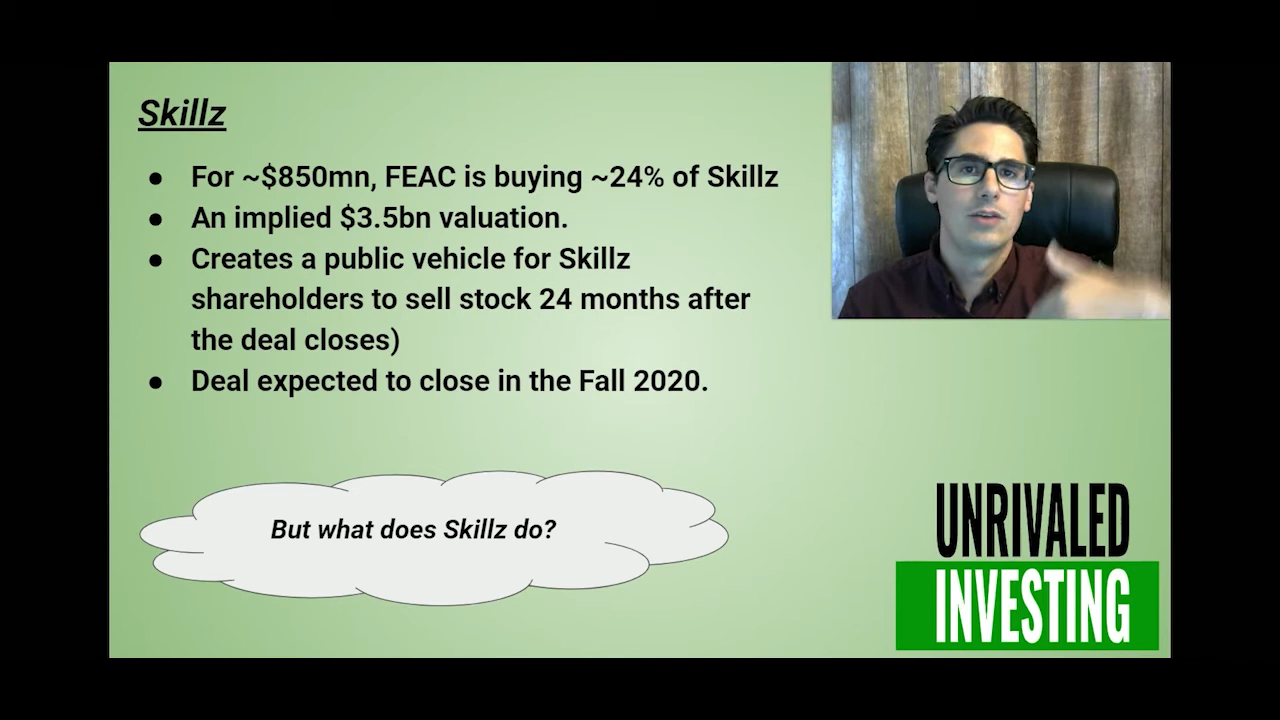 Skillz
● For ~$850mn, FEAC is buying ~24% of Skillz
● An implied $3.5bn valuation.
● Creates a public vehicle for Skillz
shareholders to sell stock 24 months after
the deal closes)
● Deal expected to close in the Fall 2020.
But what does Skillz do?
UNRIVALED
INVESTING